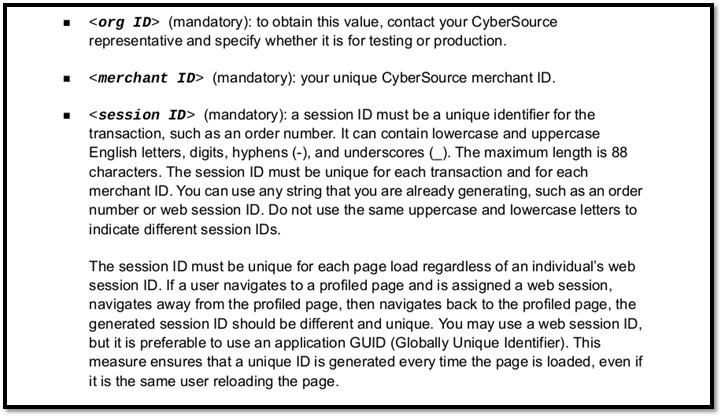 ▪ <org ID> (mandatory): to obtain this value, contact your CyberSource
representative and specify whether it is for testing or production.
▪ <merchant ID> (mandatory): your unique CyberSource merchant ID.
▪ <session ID> (mandatory): a session ID must be a unique identifier for the
transaction, such as an order number. It can contain lowercase and uppercase
English letters, digits, hyphens (-), and underscores (_). The maximum length is 88
characters. The session ID must be unique for each transaction and for each
merchant ID. You can use any string that you are already generating, such as an order
number or web session ID. Do not use the same uppercase and lowercase letters to
indicate different session IDs.
The session ID must be unique for each page load regardless of an individual's web
session ID. If a user navigates to a profiled page and is assigned a web session,
navigates away from the profiled page, then navigates back to the profiled page, the
generated session ID should be different and unique. You may use a web session ID,
but it is preferable to use an application GUID (Globally Unique Identifier). This
measure ensures that a unique ID is generated every time the page is loaded, even if
it is the same user reloading the page.